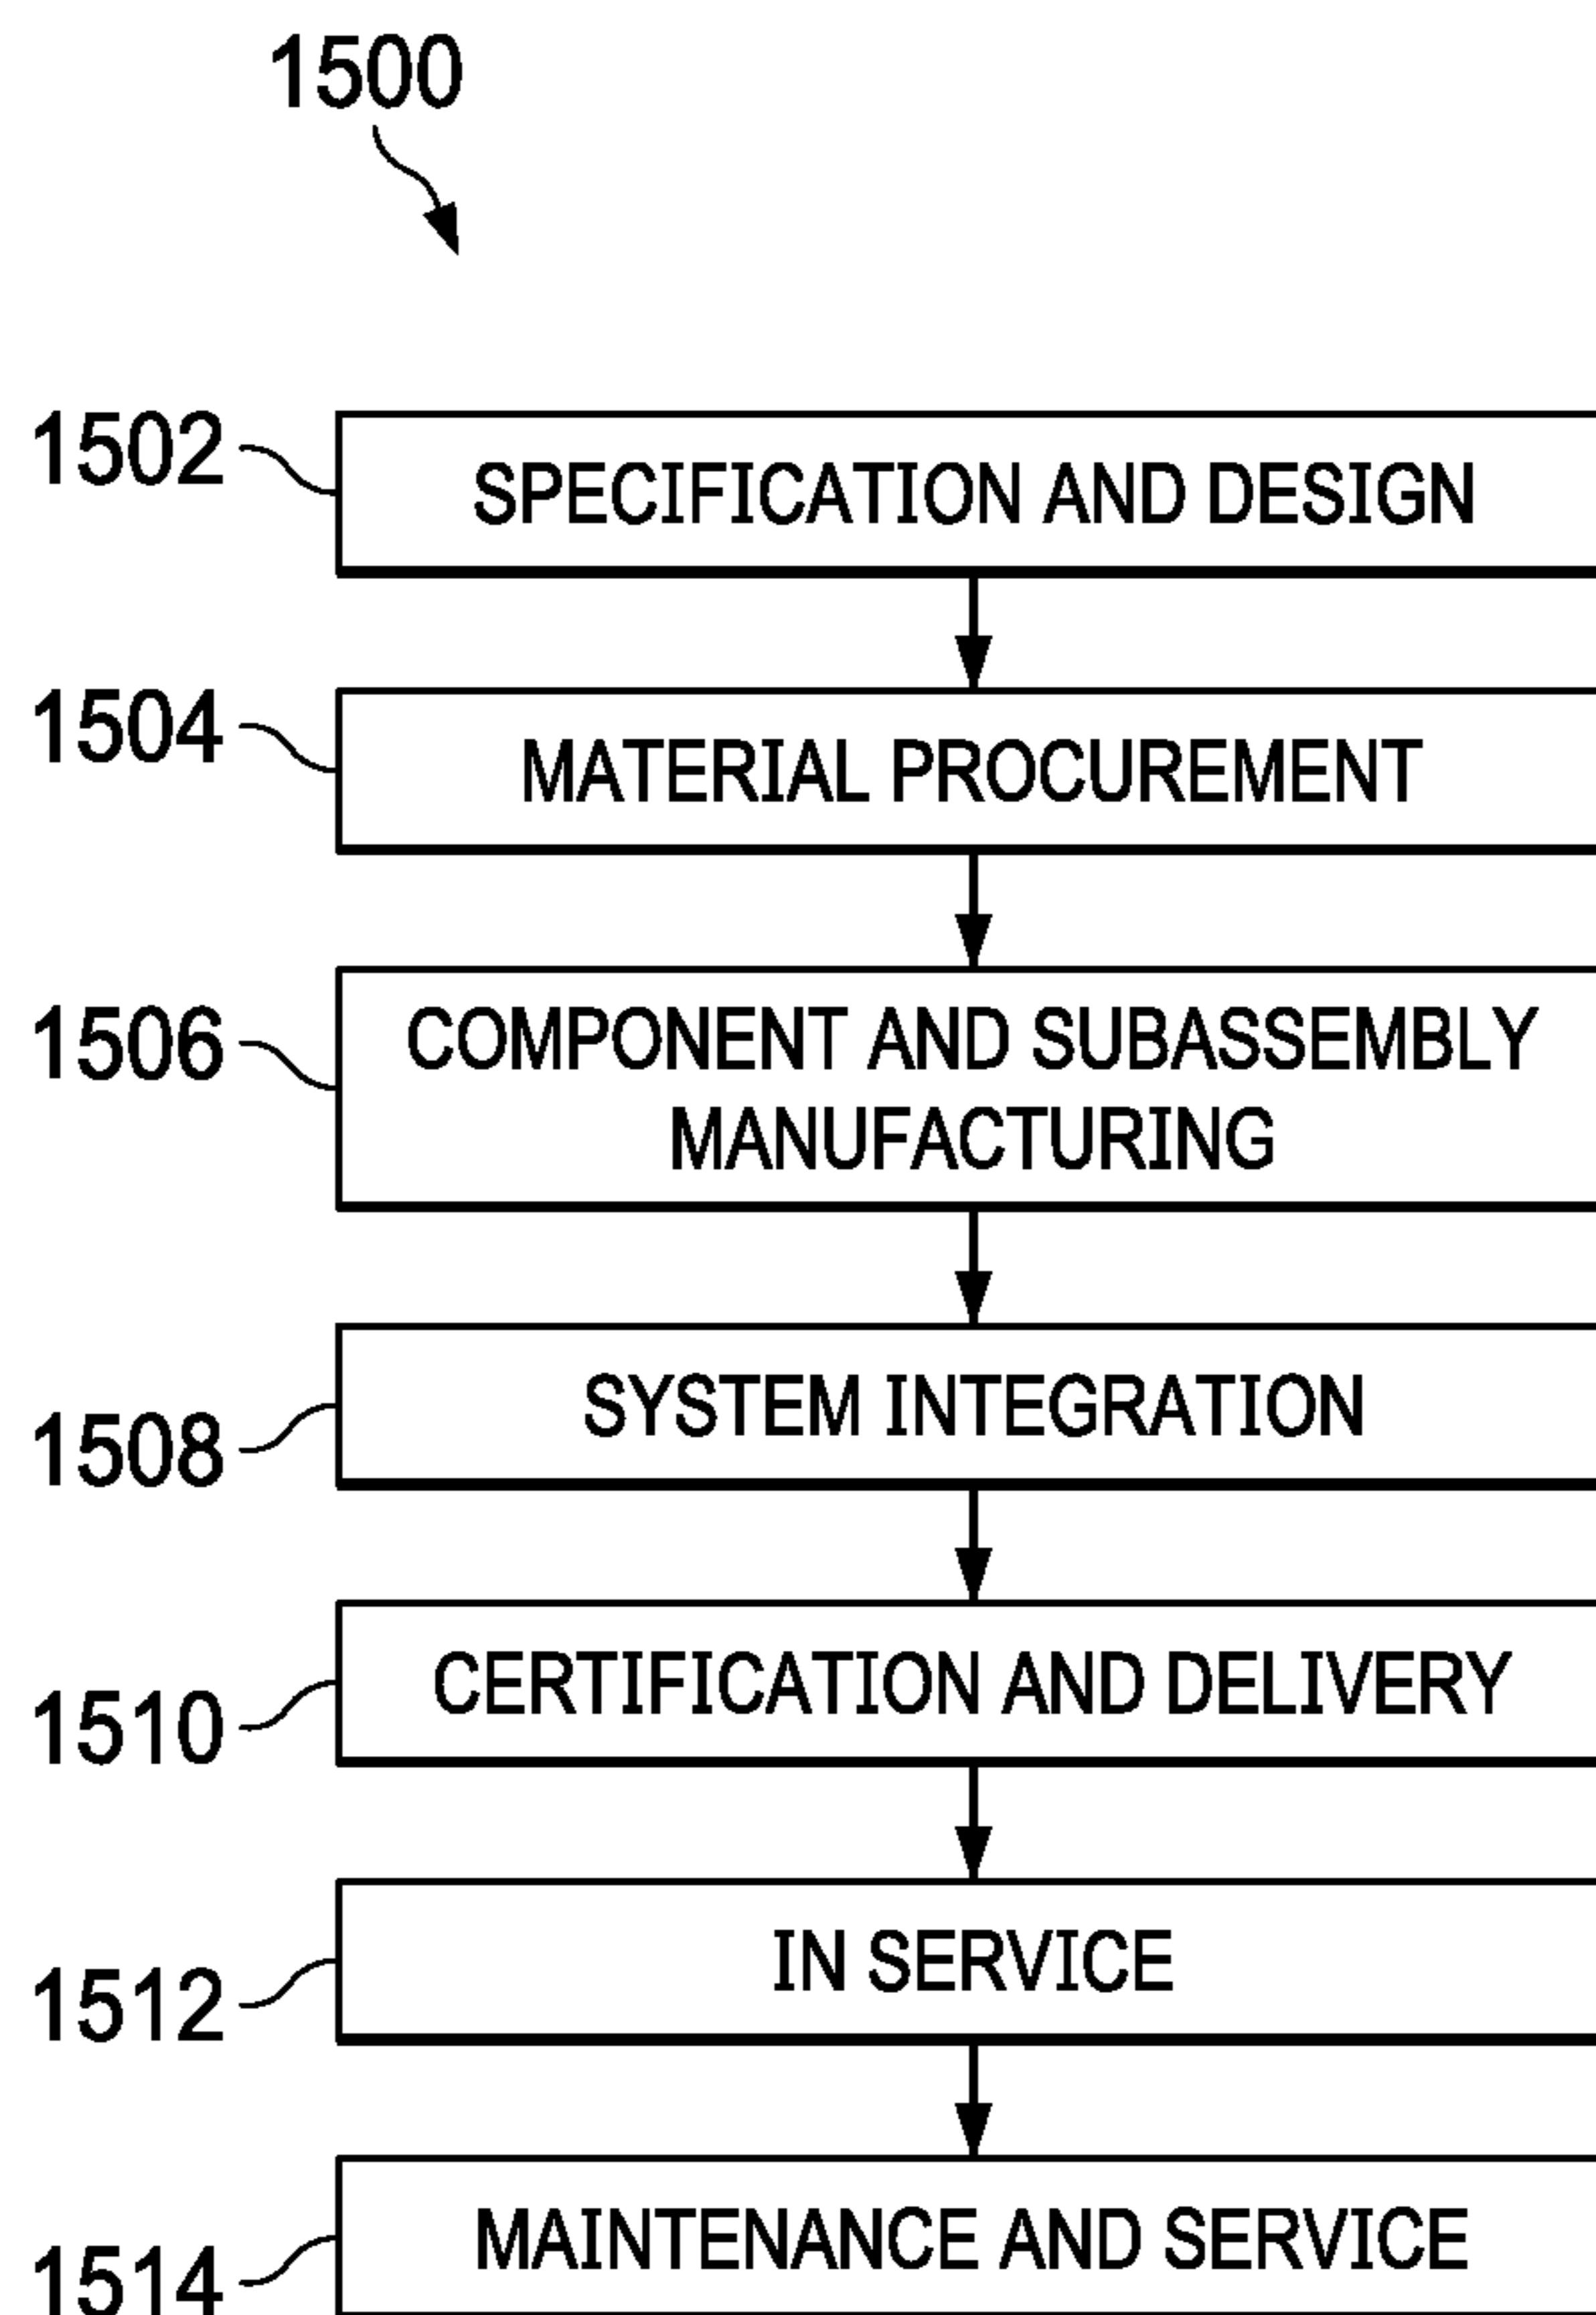 1500
1502
SPECIFICATION AND DESIGN
1504
MATERIAL PROCUREMENT
1506
COMPONENT AND SUBASSEMBLY
MANUFACTURING
1508
SYSTEM INTEGRATION
1510
CERTIFICATION AND DELIVERY
1512
IN SERVICE
1514
MAINTENANCE AND SERVICE